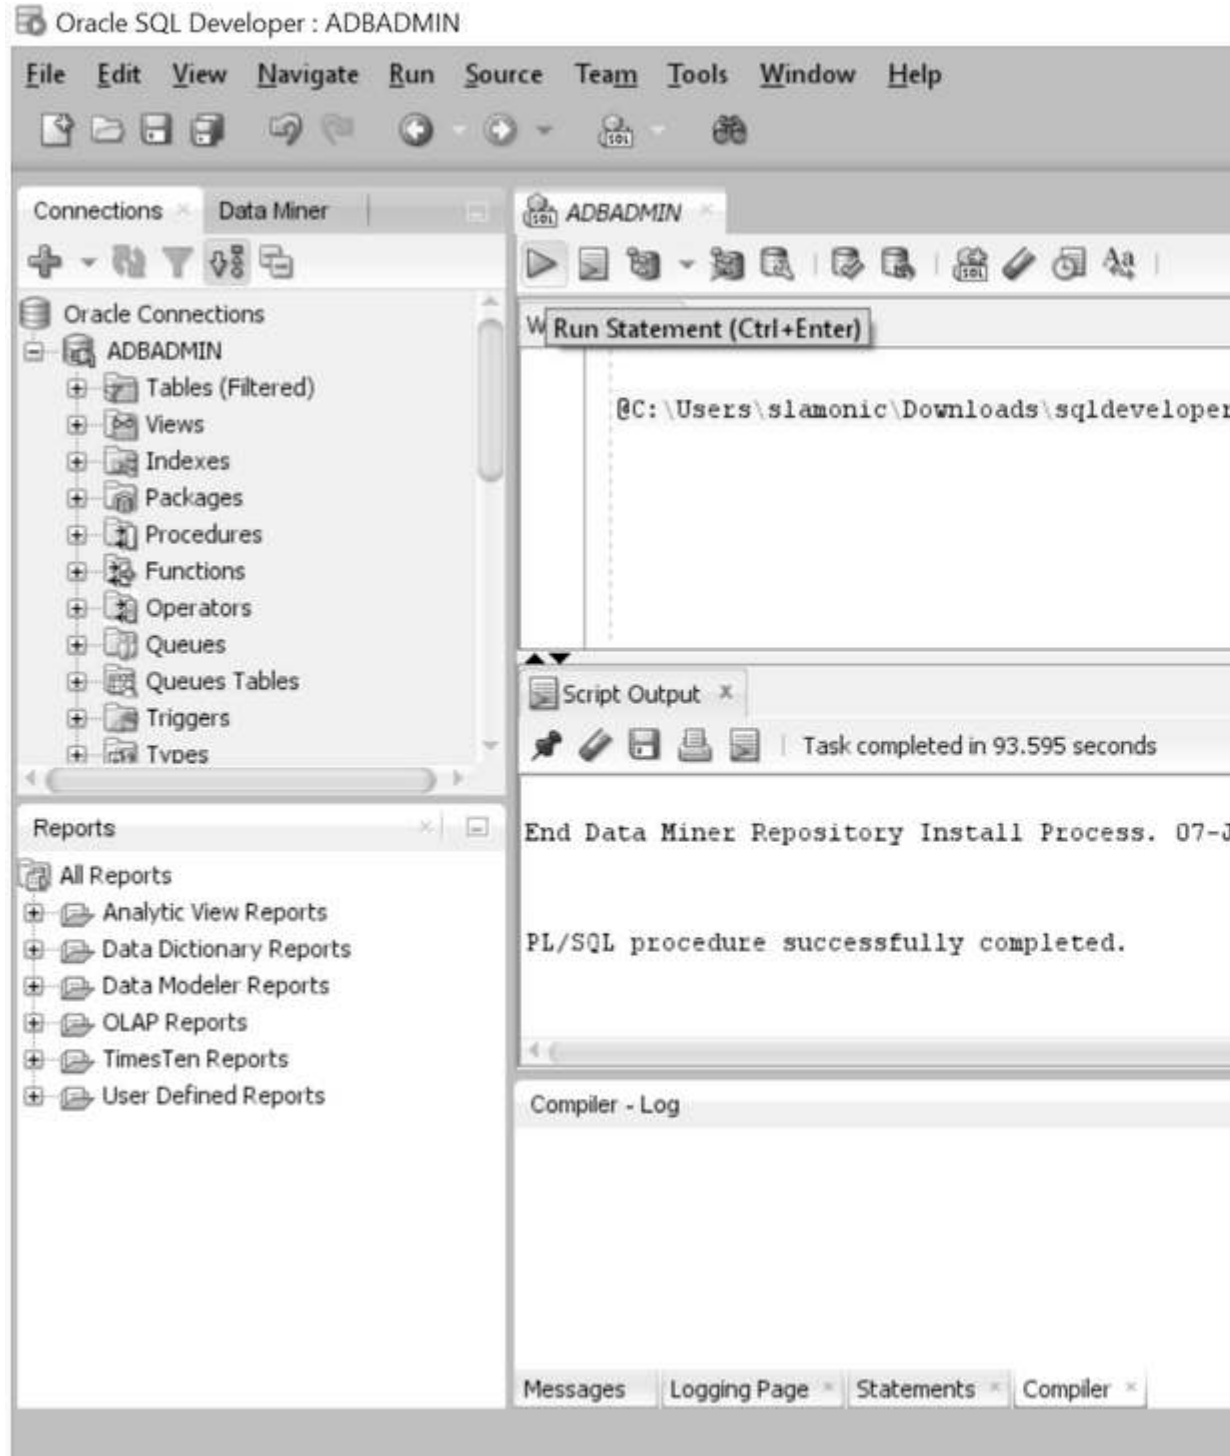 Oracle SQL Developer : ADBADMIN
File Edit View Navigate Run Source Team Tools Window Help
Connections
Data Miner
Oracle Connections
ADBADMIN
Tables (Filtered)
Views
Indexes
Packages
Procedures
Functions
Operators
Queues
Queues Tables
Triggers
Types
Reports
All Reports
Analytic View Reports
Data Dictionary Reports
Data Modeler Reports
OLAP Reports
TimesTen Reports
User Defined Reports
ADBADMIN
Run Statement (Ctrl+Enter)
@C:\Users\slamonic\Downloads\sqldeveloper
Script Output
Task completed in 93.595 seconds
End Data Miner Repository Install Process. 07-J
PL/SQL procedure successfully completed.
Compiler - Log
Messages Logging Page Statements Compiler